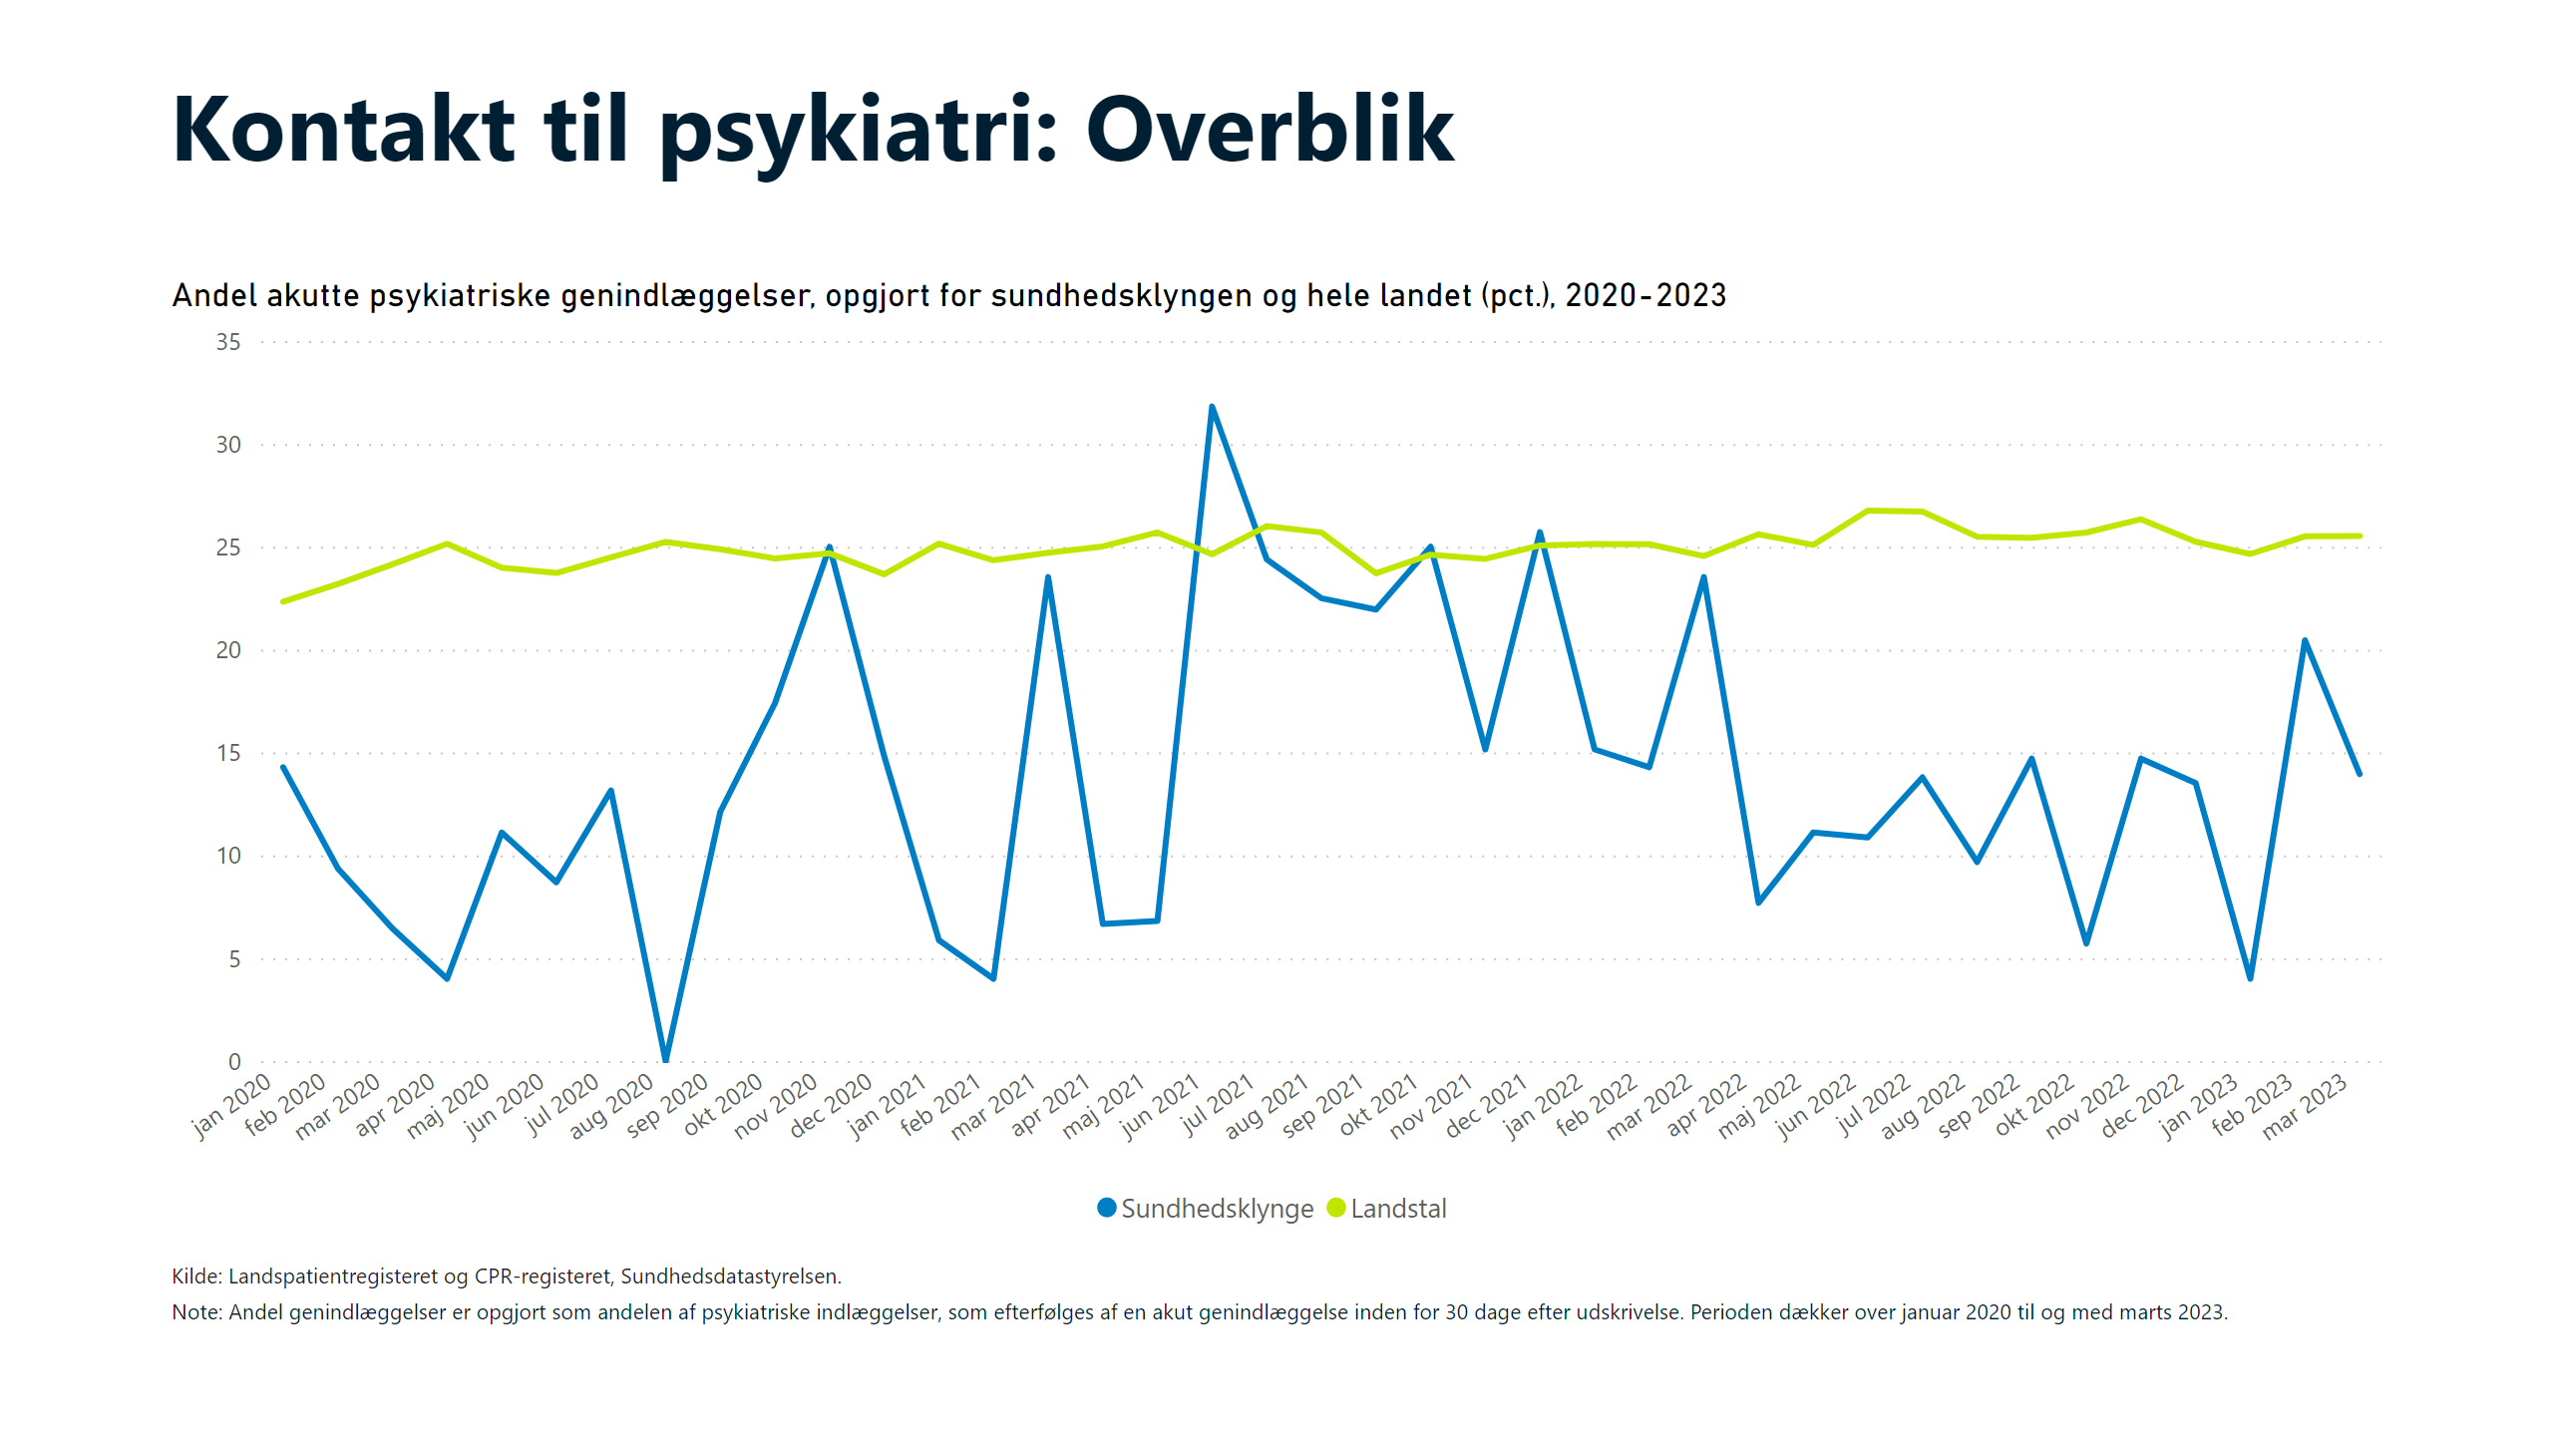 Kontakt til psykiatri: Overblik
Andel akutte psykiatriske genindlæggelser, opgjort for sundhedsklyngen og hele landet (pct.), 2020-2023
35
30
25
20
15
10
5
0
jan 2020
feb 2020
mar 2020
apr 2020
maj 2020
jun 2020
jul 2020
aug 2020
sep 2020
okt 2020
nov 2020
dec 2020
jan 2021
feb 2021
mar 2021
apr 2021
maj 2021
jun 2021
jul 2021
aug 2021
sep 2021
okt 2021
nov 2021
dec 2021
jan 2022
feb 2022
mar 2022
apr 2022
maj 2022
jun 2022
jul 2022
aug 2022
sep 2022
okt 2022
nov 2022
dec 2022
jan 2023
feb 2023
mar 2023
Sundhedsklynge Landstal
Kilde: Landspatientregisteret og CPR-registeret, Sundhedsdatastyrelsen.
Note: Andel genindlæggelser er opgjort som andelen af psykiatriske indlæggelser, som efterfølges af en akut genindlæggelse inden for 30 dage efter udskrivelse. Perioden dækker over januar 2020 til og med marts 2023.